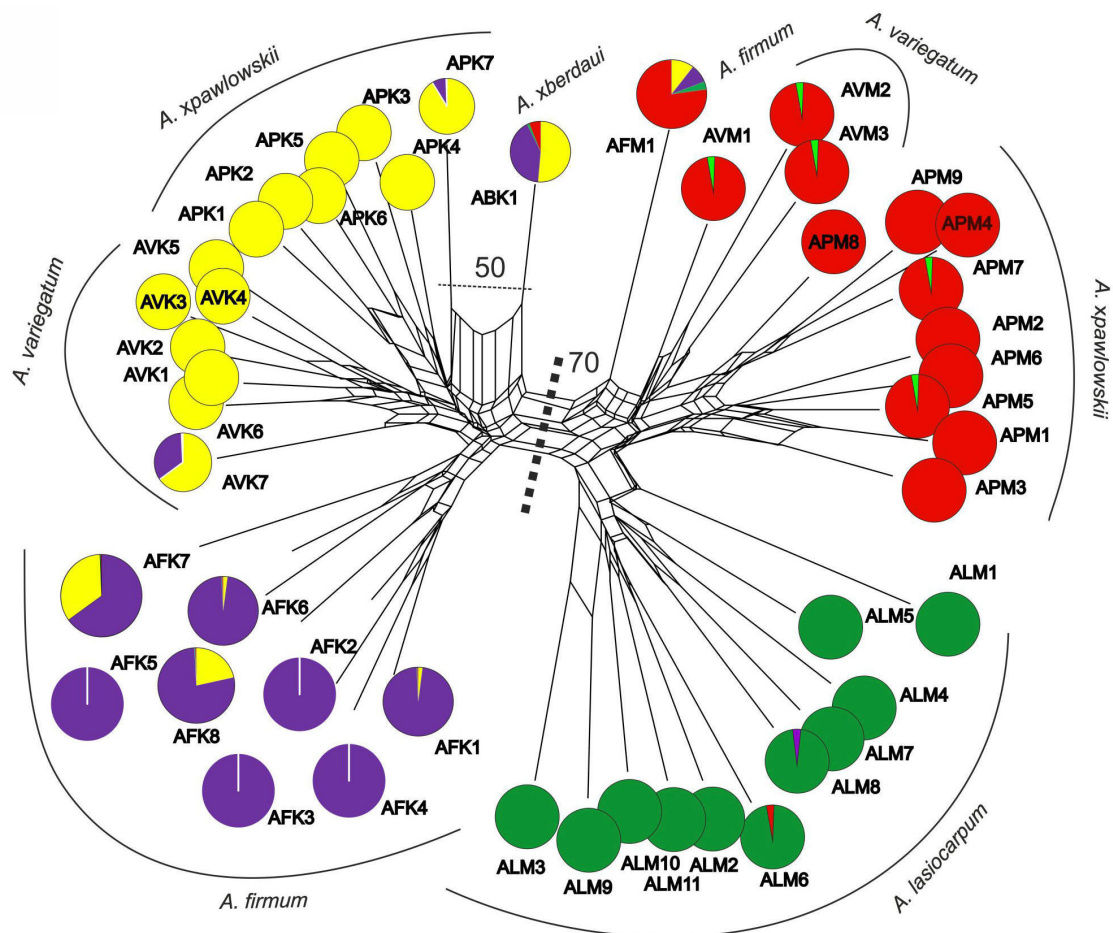 A. xpawlowskii
APK7
APK3
APK5
APK4
APK2
APK6
APK1
A. xberdaui
ABK1
A. firmum
AFM1
AVM1
A. variegatum
AVM2
AVM3
APM8
APM9
APM4
APM7
APM2
APM6
APM5
APM1
APM3
A. xpawlowskii
A. variegatum
AVK5
AVK3
AVK4
AVK2
AVK1
AVK6
AVK7
50
70
AFK7
AFK6
AFK2
AFK5
AFK8
AFK1
AFK3
AFK4
A. firmum
ALM1
ALM5
ALM4
ALM7
ALM8
ALM3
ALM9
ALM10
ALM11
ALM2
ALM6
A. lasiocarpum